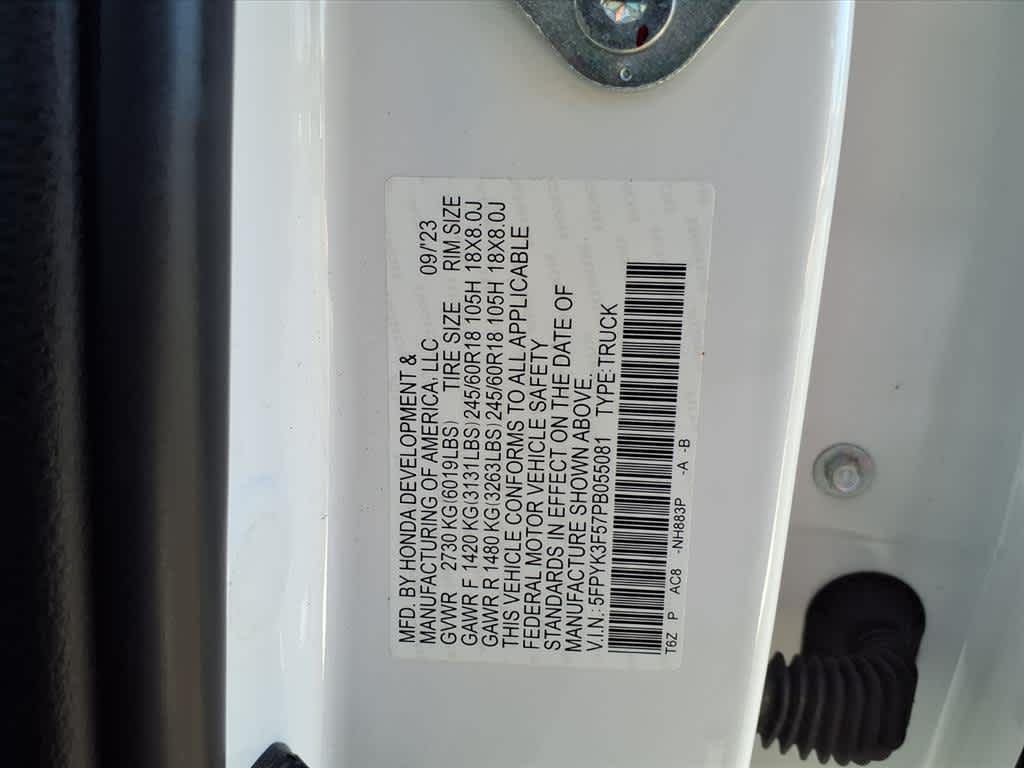 MFD. BY HONDA DEVELOPMENT &
MANUFACTURING OF AMERICA, LLC 09/'23
GVWR 2730 KG(6019LBS) TIRE SIZE RIM SIZE
GAWR F 1420 KG(3131LBS) 245/60R18 105H 18X8.0J
GAWR R 1480 KG(3263LBS) 245/60R18 105H 18X8.0J
THIS VEHICLE CONFORMS TO ALL APPLICABLE
FEDERAL MOTOR VEHICLE SAFETY
STANDARDS IN EFFECT ON THE DATE OF
MANUFACTURE SHOWN ABOVE.
V.I.N.: 5FPYK3F57PB055081 TYPE: TRUCK
T6Z P AC8 -NH883P -A -B